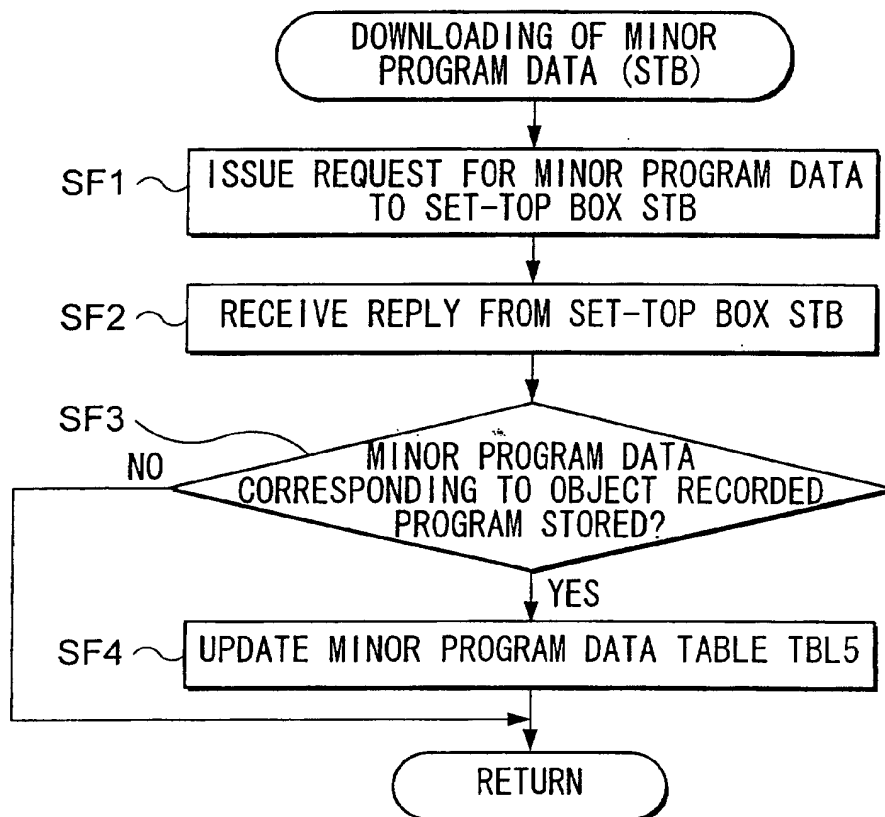 DOWNLOADING OF MINOR
PROGRAM DATA (STB)
SF1
ISSUE REQUEST FOR MINOR PROGRAM DATA
TO SET-TOP BOX STB
SF2
RECEIVE REPLY FROM SET-TOP BOX STB
SF3
NO
MINOR PROGRAM DATA
CORRESPONDING TO OBJECT RECORDED
PROGRAM STORED?
YES
SF4
UPDATE MINOR PROGRAM DATA TABLE TBL5
RETURN